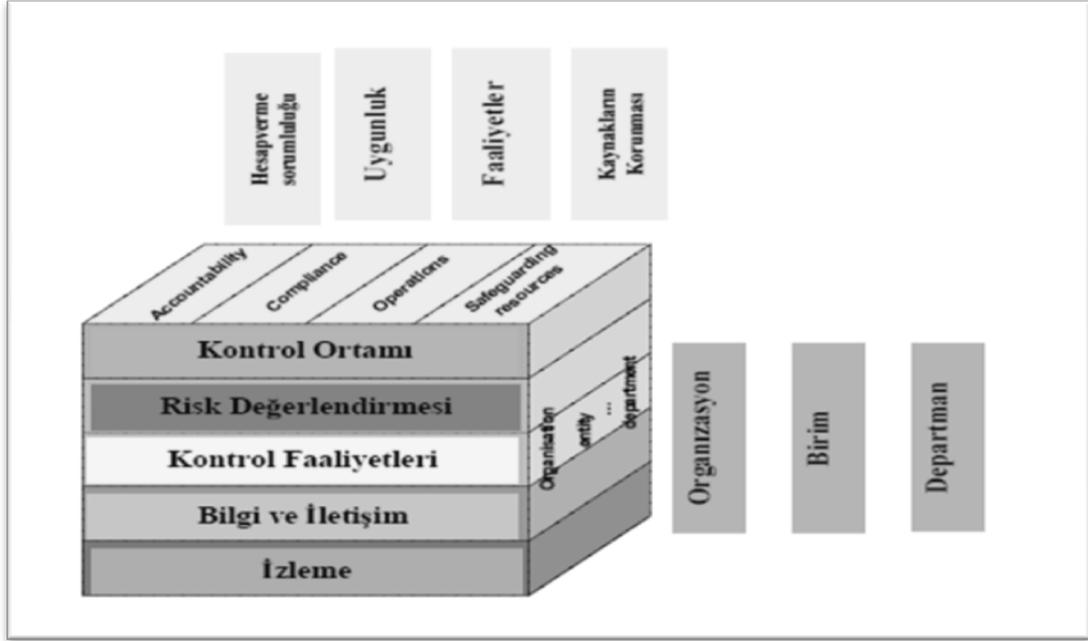 Hesapverme
sorumluluğu
Uygunluk
Faaliyetler
Kaynakların
Korunması
Accountability
Compliance
Operations
Safeguarding
resources
Kontrol Ortamı
Risk Değerlendirmesi
Kontrol Faaliyetleri
Bilgi ve İletişim
İzleme
Organisation
entity
...
department
Organızasyon
Birim
Departman